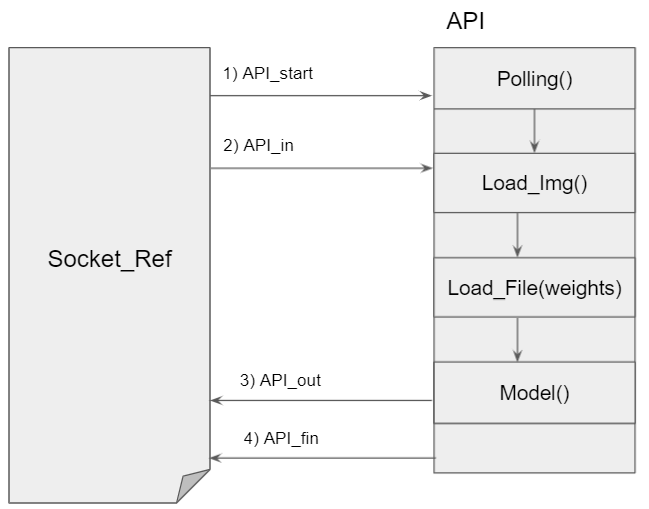 API
1) API_start
Polling()
2) API_in
Load_Img()
Socket_Ref
Load_File(weights)
3) API_out
Model()
4) API_fin